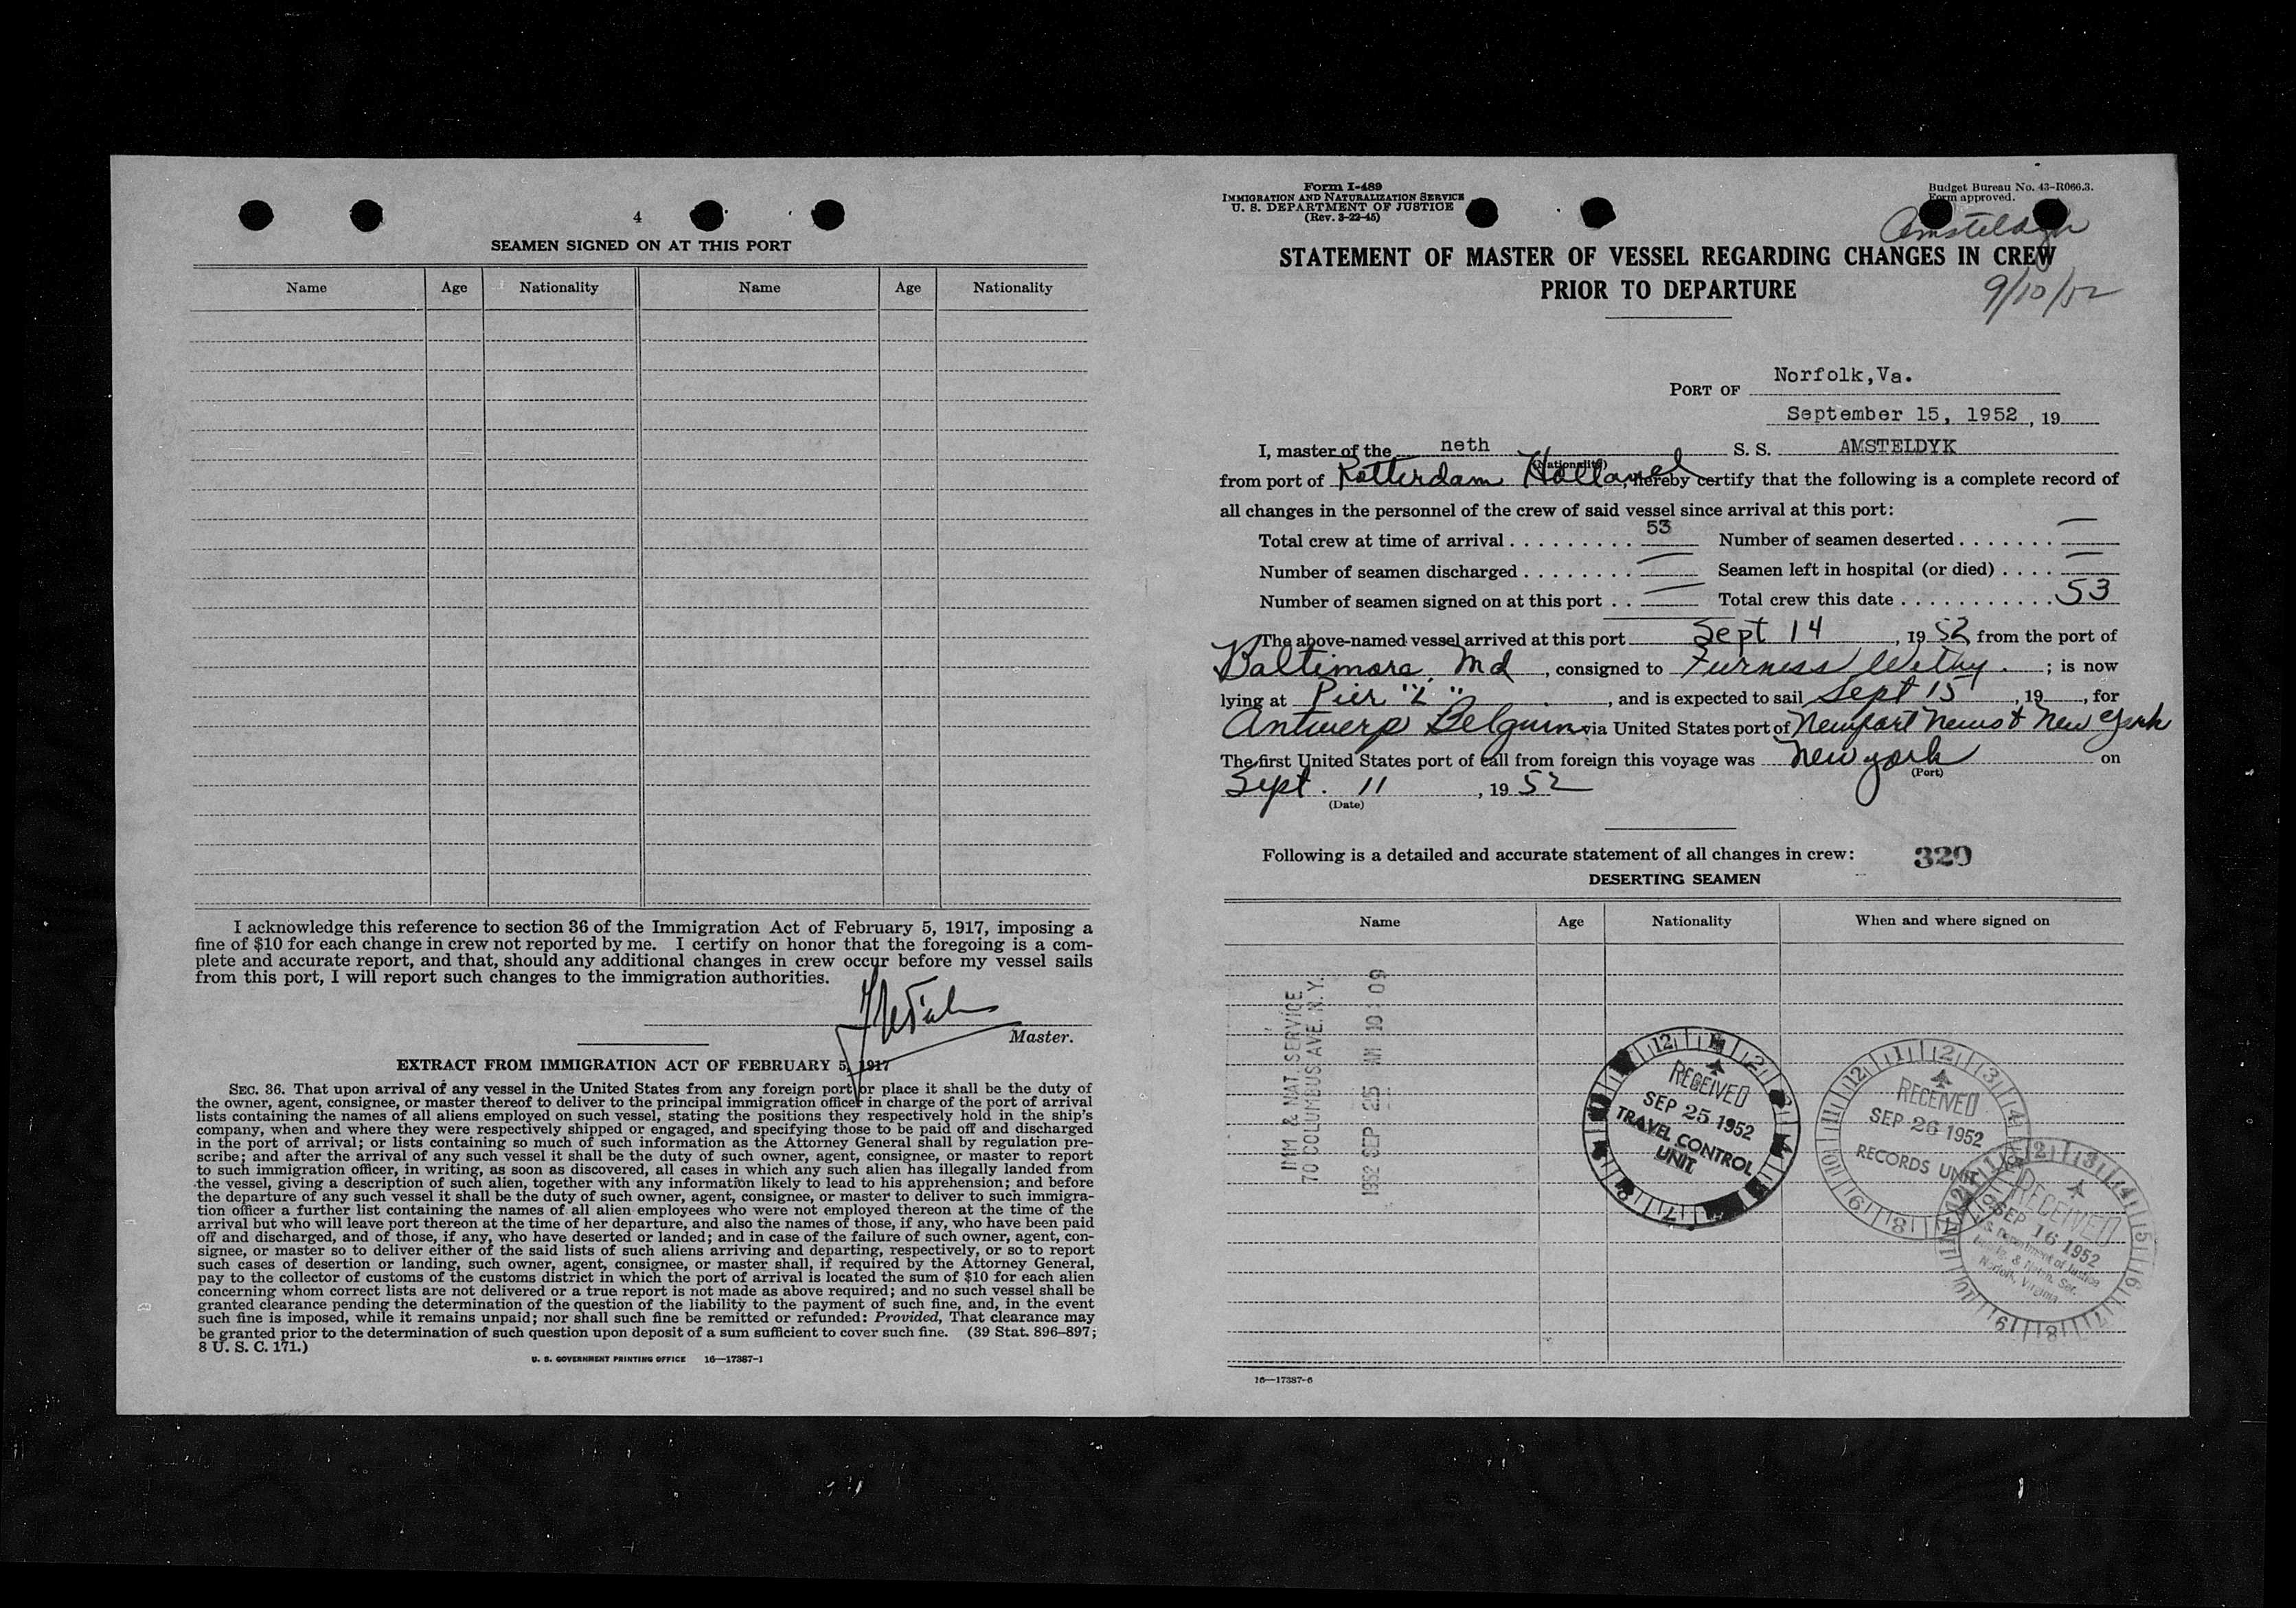 4
SEAMEN SIGNED ON AT THIS PORT
Name Age Nationality Name Age Nationality
I acknowledge this reference to section 36 of the Immigration Act of February 5, 1917, imposing a
fine of $10 for each change in crew not reported by me. I certify on honor that the foregoing is a com-
plete and accurate report, and that, should any additional changes in crew occur before my vessel sails
from this port, I will report such changes to the immigration authorities.
Master.
EXTRACT FROM IMMIGRATION ACT OF FEBRUARY 5, 1917
SEC. 36. That upon arrival of any vessel in the United States from any foreign port or place it shall be the duty of
the owner, agent, consignee, or master thereof to deliver to the principal immigration officer in charge of the port of arrival
lists containing the names of all aliens employed on such vessel, stating the positions they respectively hold in the ship's
company, when and where they were respectively shipped or engaged, and specifying those to be paid off and discharged
in the port of arrival; or lists containing so much of such information as the Attorney General shall by regulation pre-
scribe; and after the arrival of any such vessel it shall be the duty of such owner, agent, consignee, or master to report
to such immigration officer, in writing, as soon as discovered, all cases in which any such alien has illegally landed from
the vessel, giving a description of such alien, together with any information likely to lead to his apprehension; and before
the departure of any such vessel it shall be the duty of such owner, agent, consignee, or master to deliver to such immigra-
tion officer a further list containing the names of all alien employees who were not employed thereon at the time of the
arrival but who will leave port thereon at the time of her departure, and also the names of those, if any, who have been paid
off and discharged, and of those, if any, who have deserted or landed; and in case of the failure of such owner, agent, con-
signee, or master so to deliver either of the said lists of such aliens arriving and departing, respectively, or so to report
such cases of desertion or landing, such owner, agent, consignee, or master shall, if required by the Attorney General,
pay to the collector of customs of the customs district in which the port of arrival is located the sum of $10 for each alien
concerning whom correct lists are not delivered or a true report is not made as above required; and no such vessel shall be
granted clearance pending the determination of the question of the liability to the payment of such fine, and, in the event
such fine is imposed, while it remains unpaid; nor shall such fine be remitted or refunded: Provided, That clearance may
be granted prior to the determination of such question upon deposit of a sum sufficient to cover such fine. (39 Stat. 896–897;
8 U. S. C. 171.)
U. S. GOVERNMENT PRINTING OFFICE 16—17387-1
Form I-489
IMMIGRATION AND NATURALIZATION SERVICE
U. S. DEPARTMENT OF JUSTICE
(Rev. 3-22-45)
Budget Bureau No. 43-R066.3.
Form approved.
Amsteldyk
9/10/52
STATEMENT OF MASTER OF VESSEL REGARDING CHANGES IN CREW
PRIOR TO DEPARTURE
PORT OF Norfolk,Va.
September 15, 1952, 19
I, master of the neth S. S. AMSTELDYK
(Nationality)
from port of Rotterdam Holland, hereby certify that the following is a complete record of
all changes in the personnel of the crew of said vessel since arrival at this port:
Total crew at time of arrival 53 Number of seamen deserted —
Number of seamen discharged — Seamen left in hospital (or died) —
Number of seamen signed on at this port — Total crew this date 53
The above-named vessel arrived at this port Sept 14, 1952 from the port of
Baltimore, Md, consigned to Furness Withy; is now
lying at Pier "L", and is expected to sail Sept 15, 19, for
Antwerp Belguim via United States port of Newport News & New York
The first United States port of call from foreign this voyage was New York on
(Port)
Sept. 11, 1952
(Date)
Following is a detailed and accurate statement of all changes in crew: 320
DESERTING SEAMEN
Name Age Nationality When and where signed on
IMM & NAT. SERVICE
70 COLUMBUS AVE. N.Y.
1952 SEP 25 AM 10 09
RECEIVED
SEP 25 1952
TRAVEL CONTROL
UNIT
RECEIVED
SEP 26 1952
RECORDS UNIT
RECEIVED
SEP 16 1952
U.S. Department of Justice
Immig. & Natzn. Ser.
Norfolk, Virginia
16—17387-6